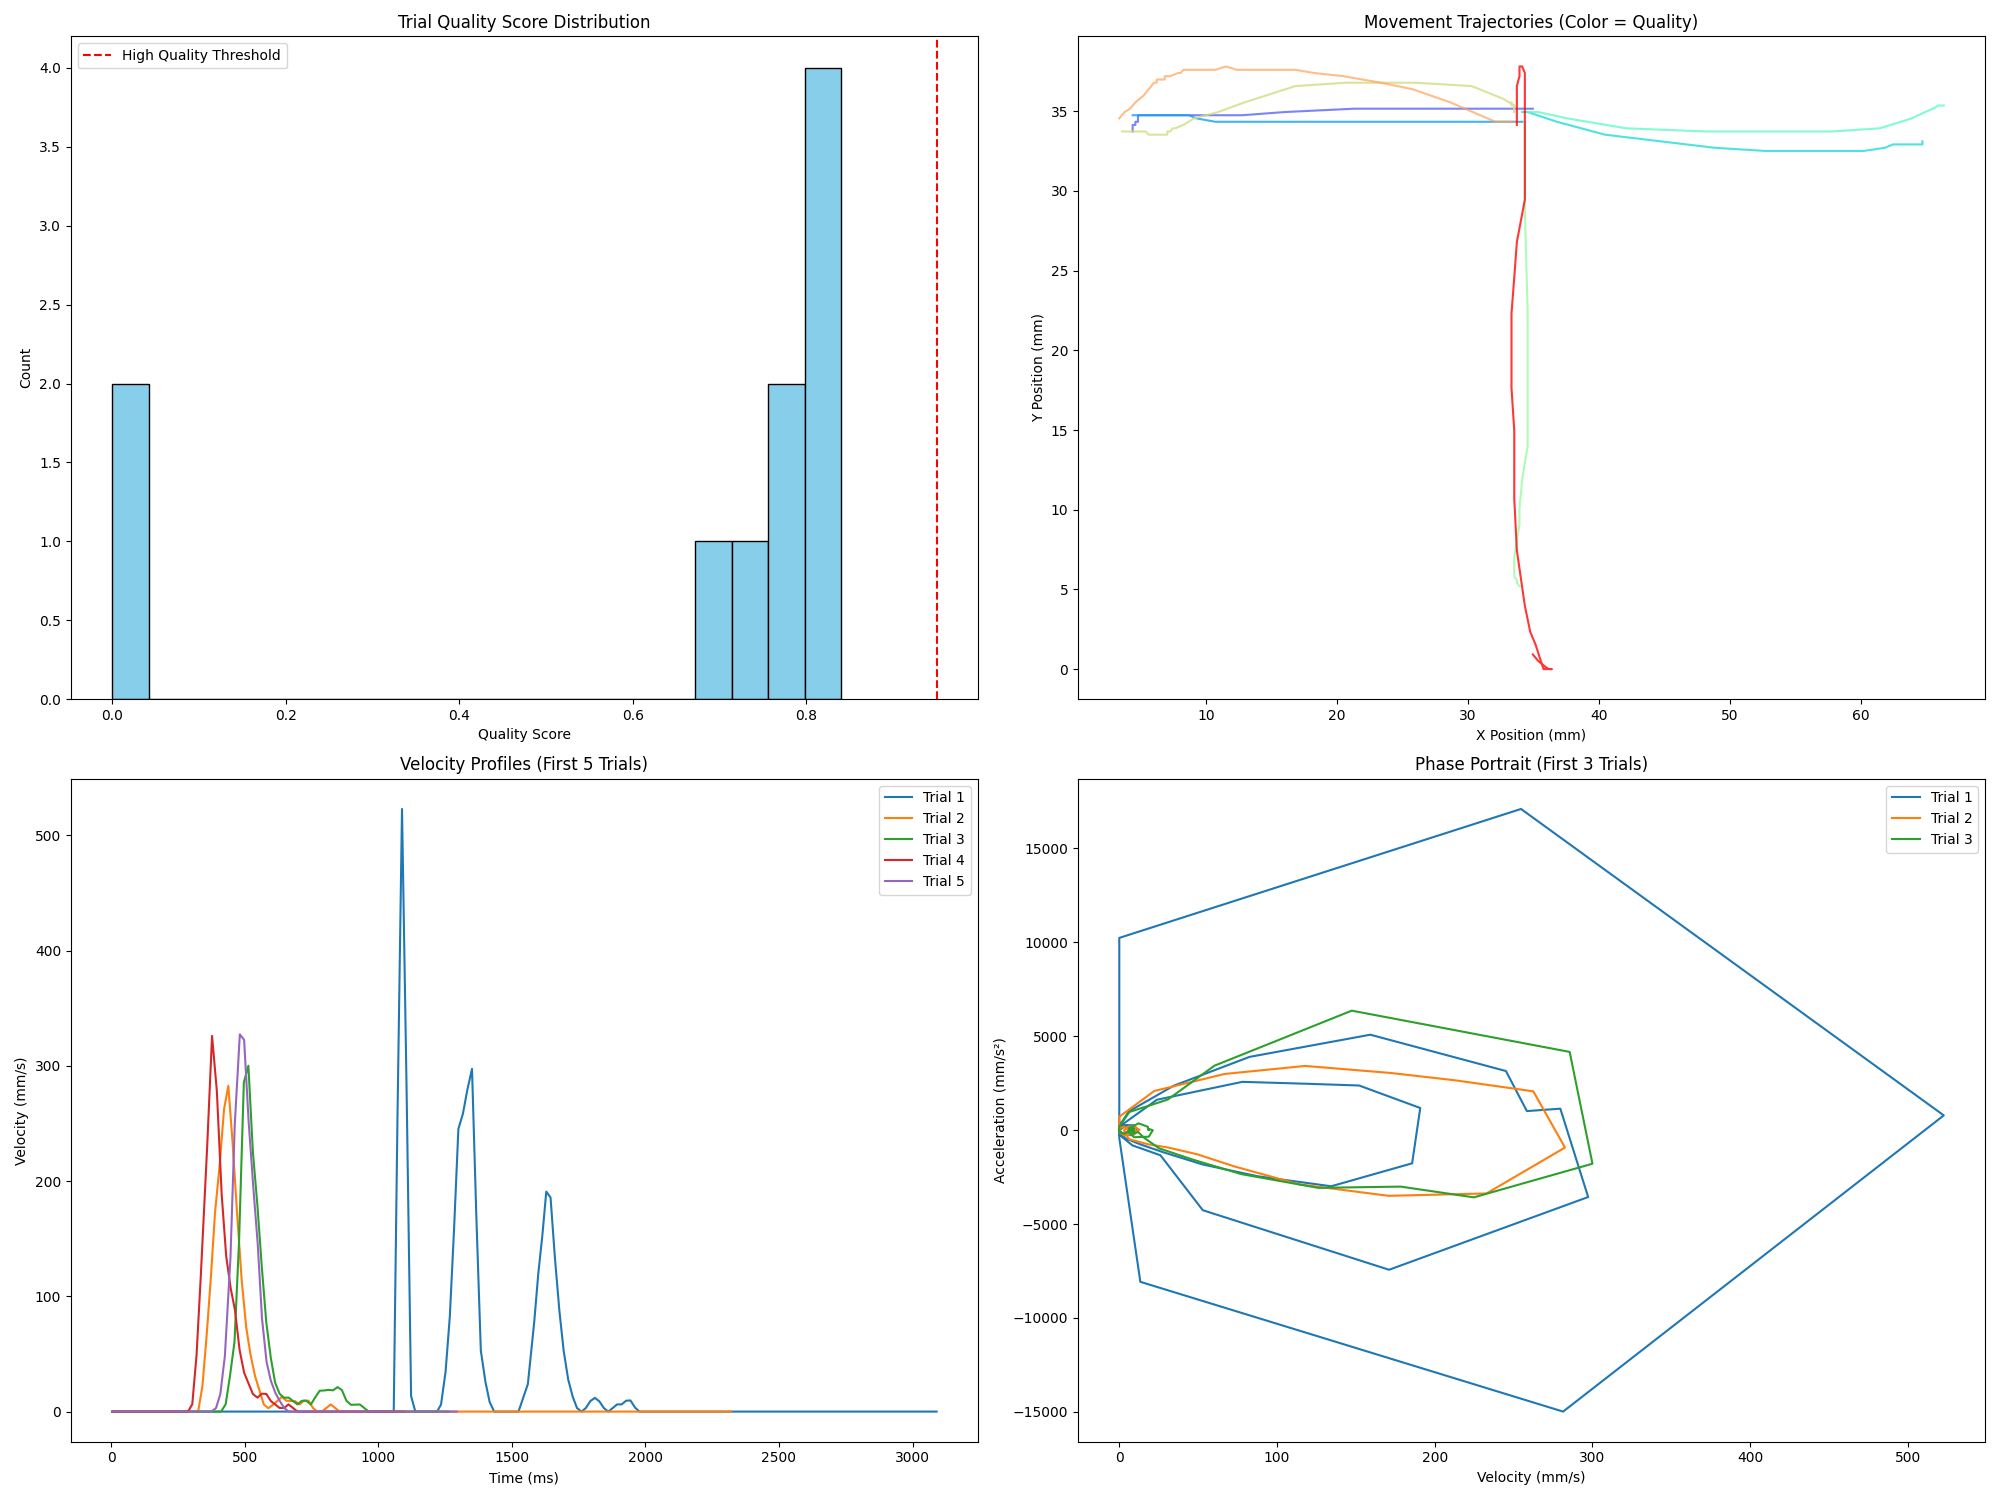 Trial Quality Score Distribution
High Quality Threshold
4.0
3.5
3.0
2.5
2.0
1.5
1.0
0.5
0.0
Count
0.0 0.2 0.4 0.6 0.8
Quality Score
Movement Trajectories (Color = Quality)
35
30
25
20
15
10
5
0
Y Position (mm)
10 20 30 40 50 60
X Position (mm)
Velocity Profiles (First 5 Trials)
Trial 1
Trial 2
Trial 3
Trial 4
Trial 5
500
400
300
200
100
0
Velocity (mm/s)
0 500 1000 1500 2000 2500 3000
Time (ms)
Phase Portrait (First 3 Trials)
Trial 1
Trial 2
Trial 3
15000
10000
5000
0
−5000
−10000
−15000
Acceleration (mm/s²)
0 100 200 300 400 500
Velocity (mm/s)